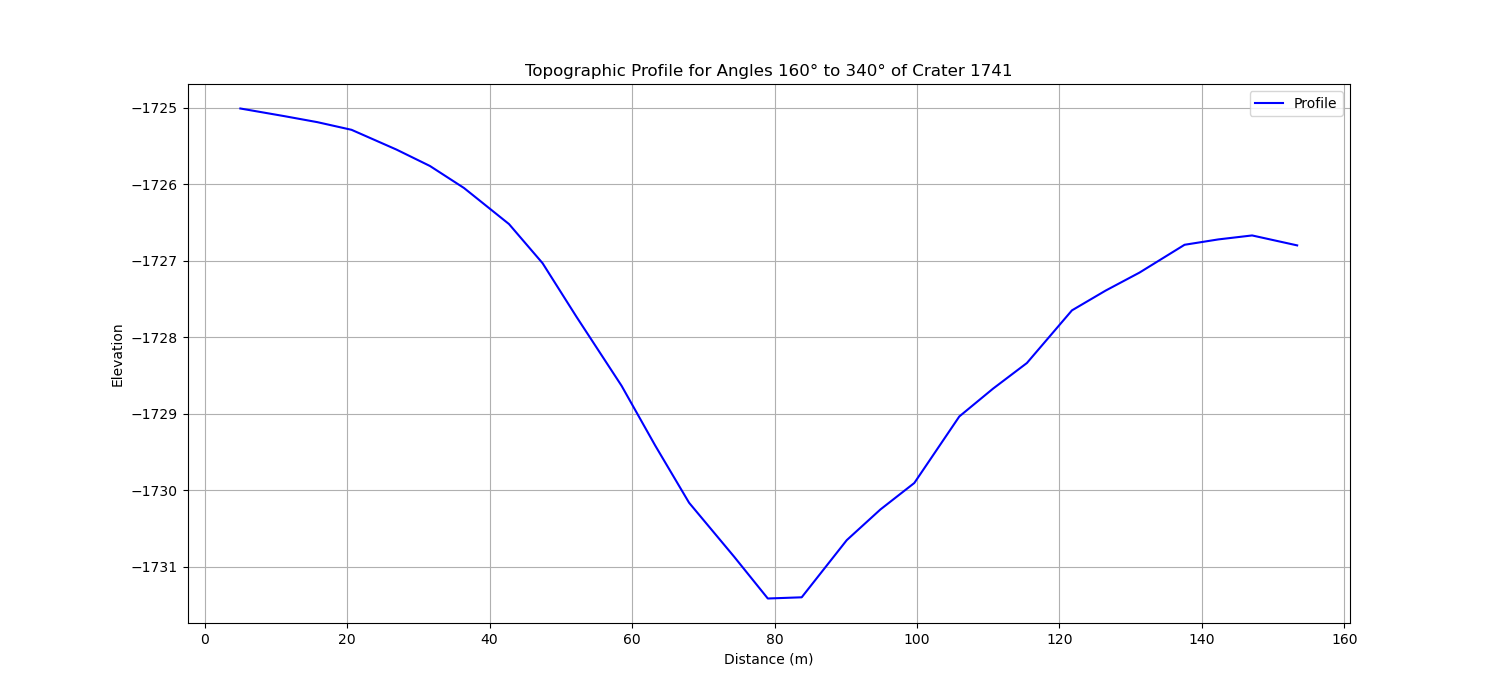 Topographic Profile for Angles 160° to 340° of Crater 1741
Profile
−1725
−1726
−1727
−1728
−1729
−1730
−1731
Elevation
0 20 40 60 80 100 120 140 160
Distance (m)